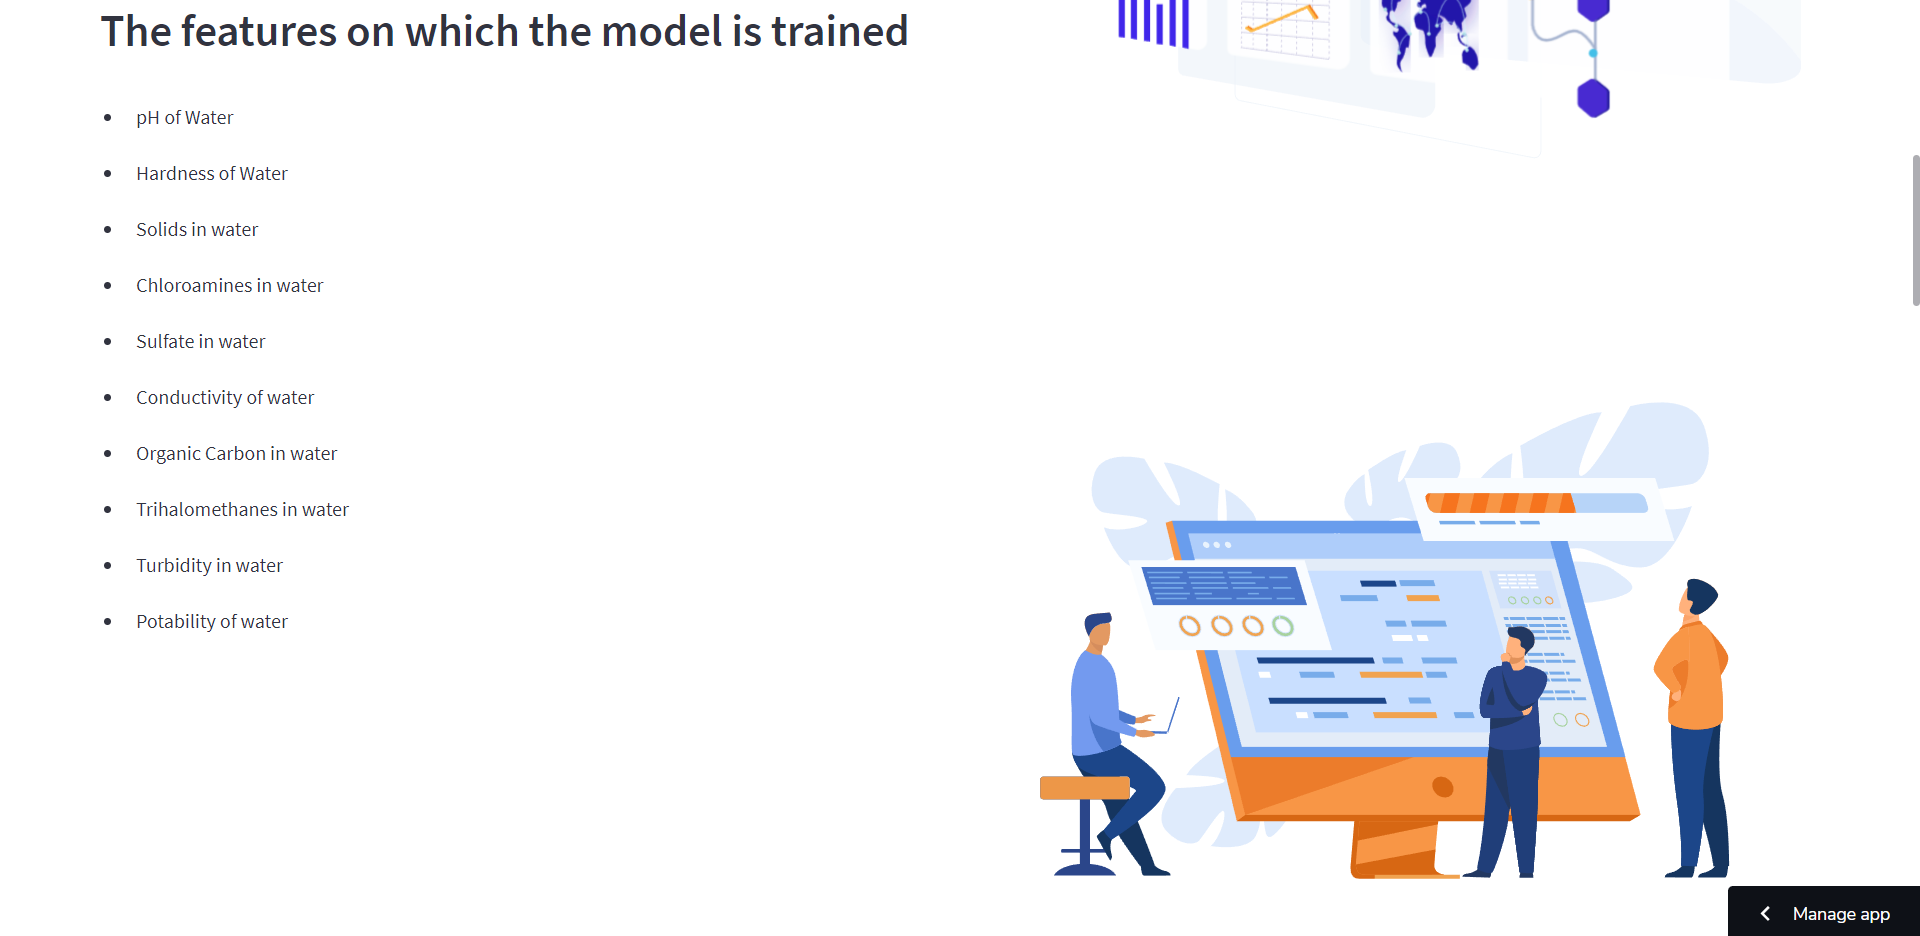 The features on which the model is trained
pH of Water
Hardness of Water
Solids in water
Chloroamines in water
Sulfate in water
Conductivity of water
Organic Carbon in water
Trihalomethanes in water
Turbidity in water
Potability of water
Manage app